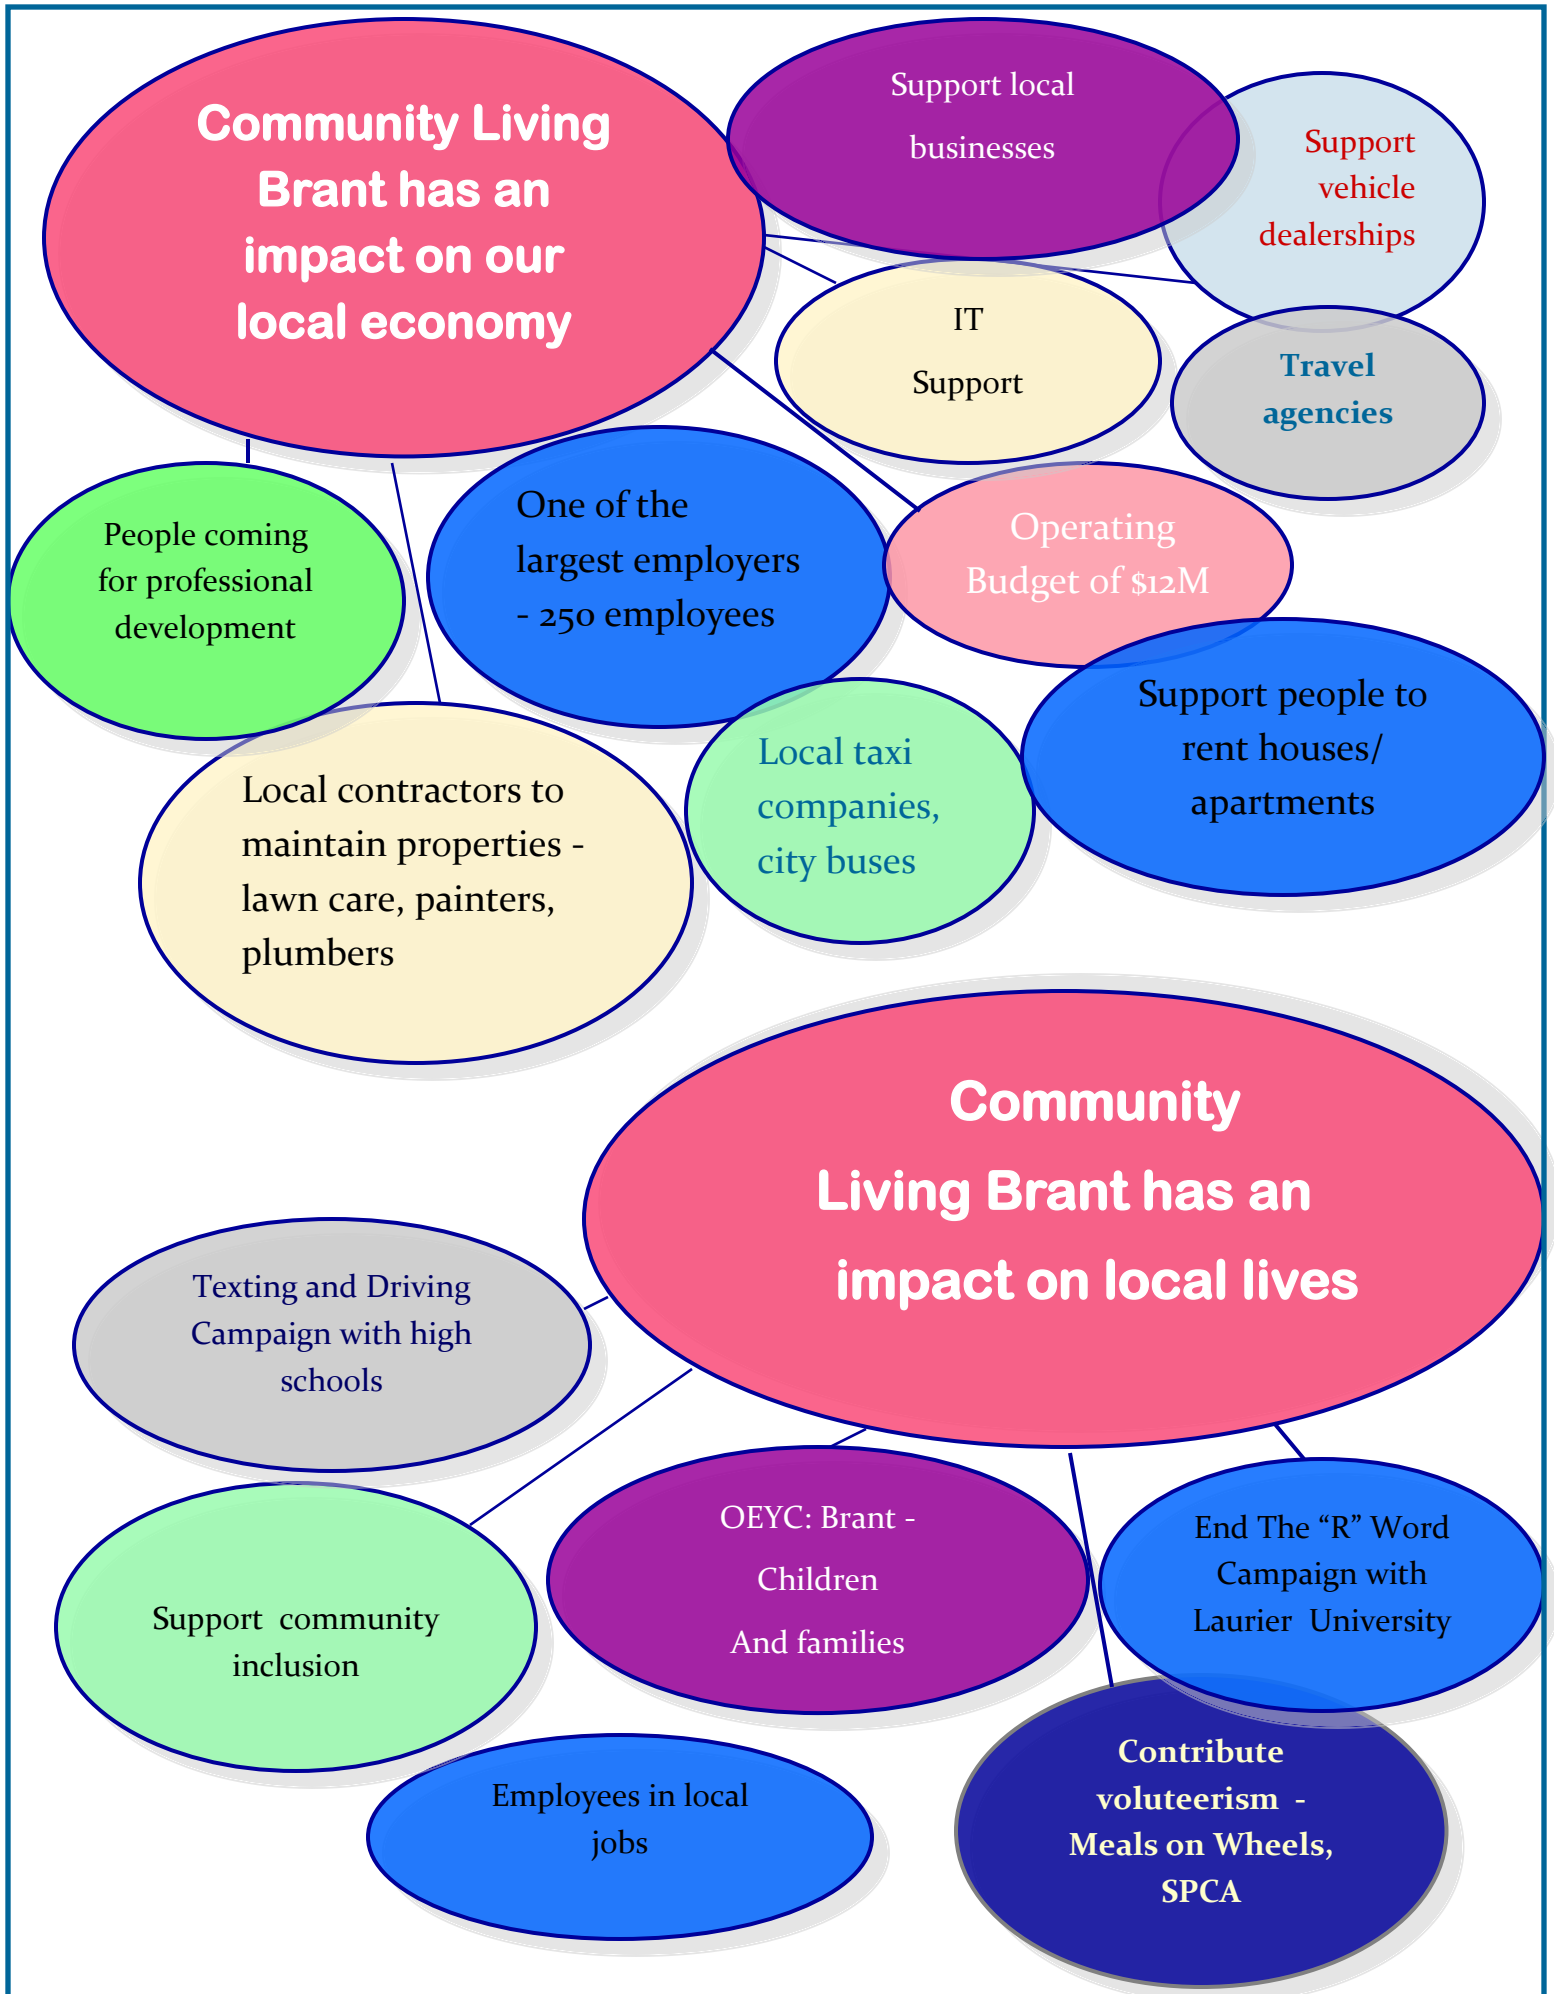 Community Living
Brant has an
impact on our
local economy
Support local
businesses
Support
vehicle
dealerships
IT
Support
Travel
agencies
People coming
for professional
development
One of the
largest employers
- 250 employees
Operating
Budget of $12M
Support people to
rent houses/
apartments
Local taxi
companies,
city buses
Local contractors to
maintain properties -
lawn care, painters,
plumbers
Community
Living Brant has an
impact on local lives
Texting and Driving
Campaign with high
schools
Support  community
inclusion
OEYC: Brant -
Children
And families
End The “R” Word
Campaign with
Laurier  University
Employees in local
jobs
Contribute
voluteerism  -
Meals on Wheels,
SPCA